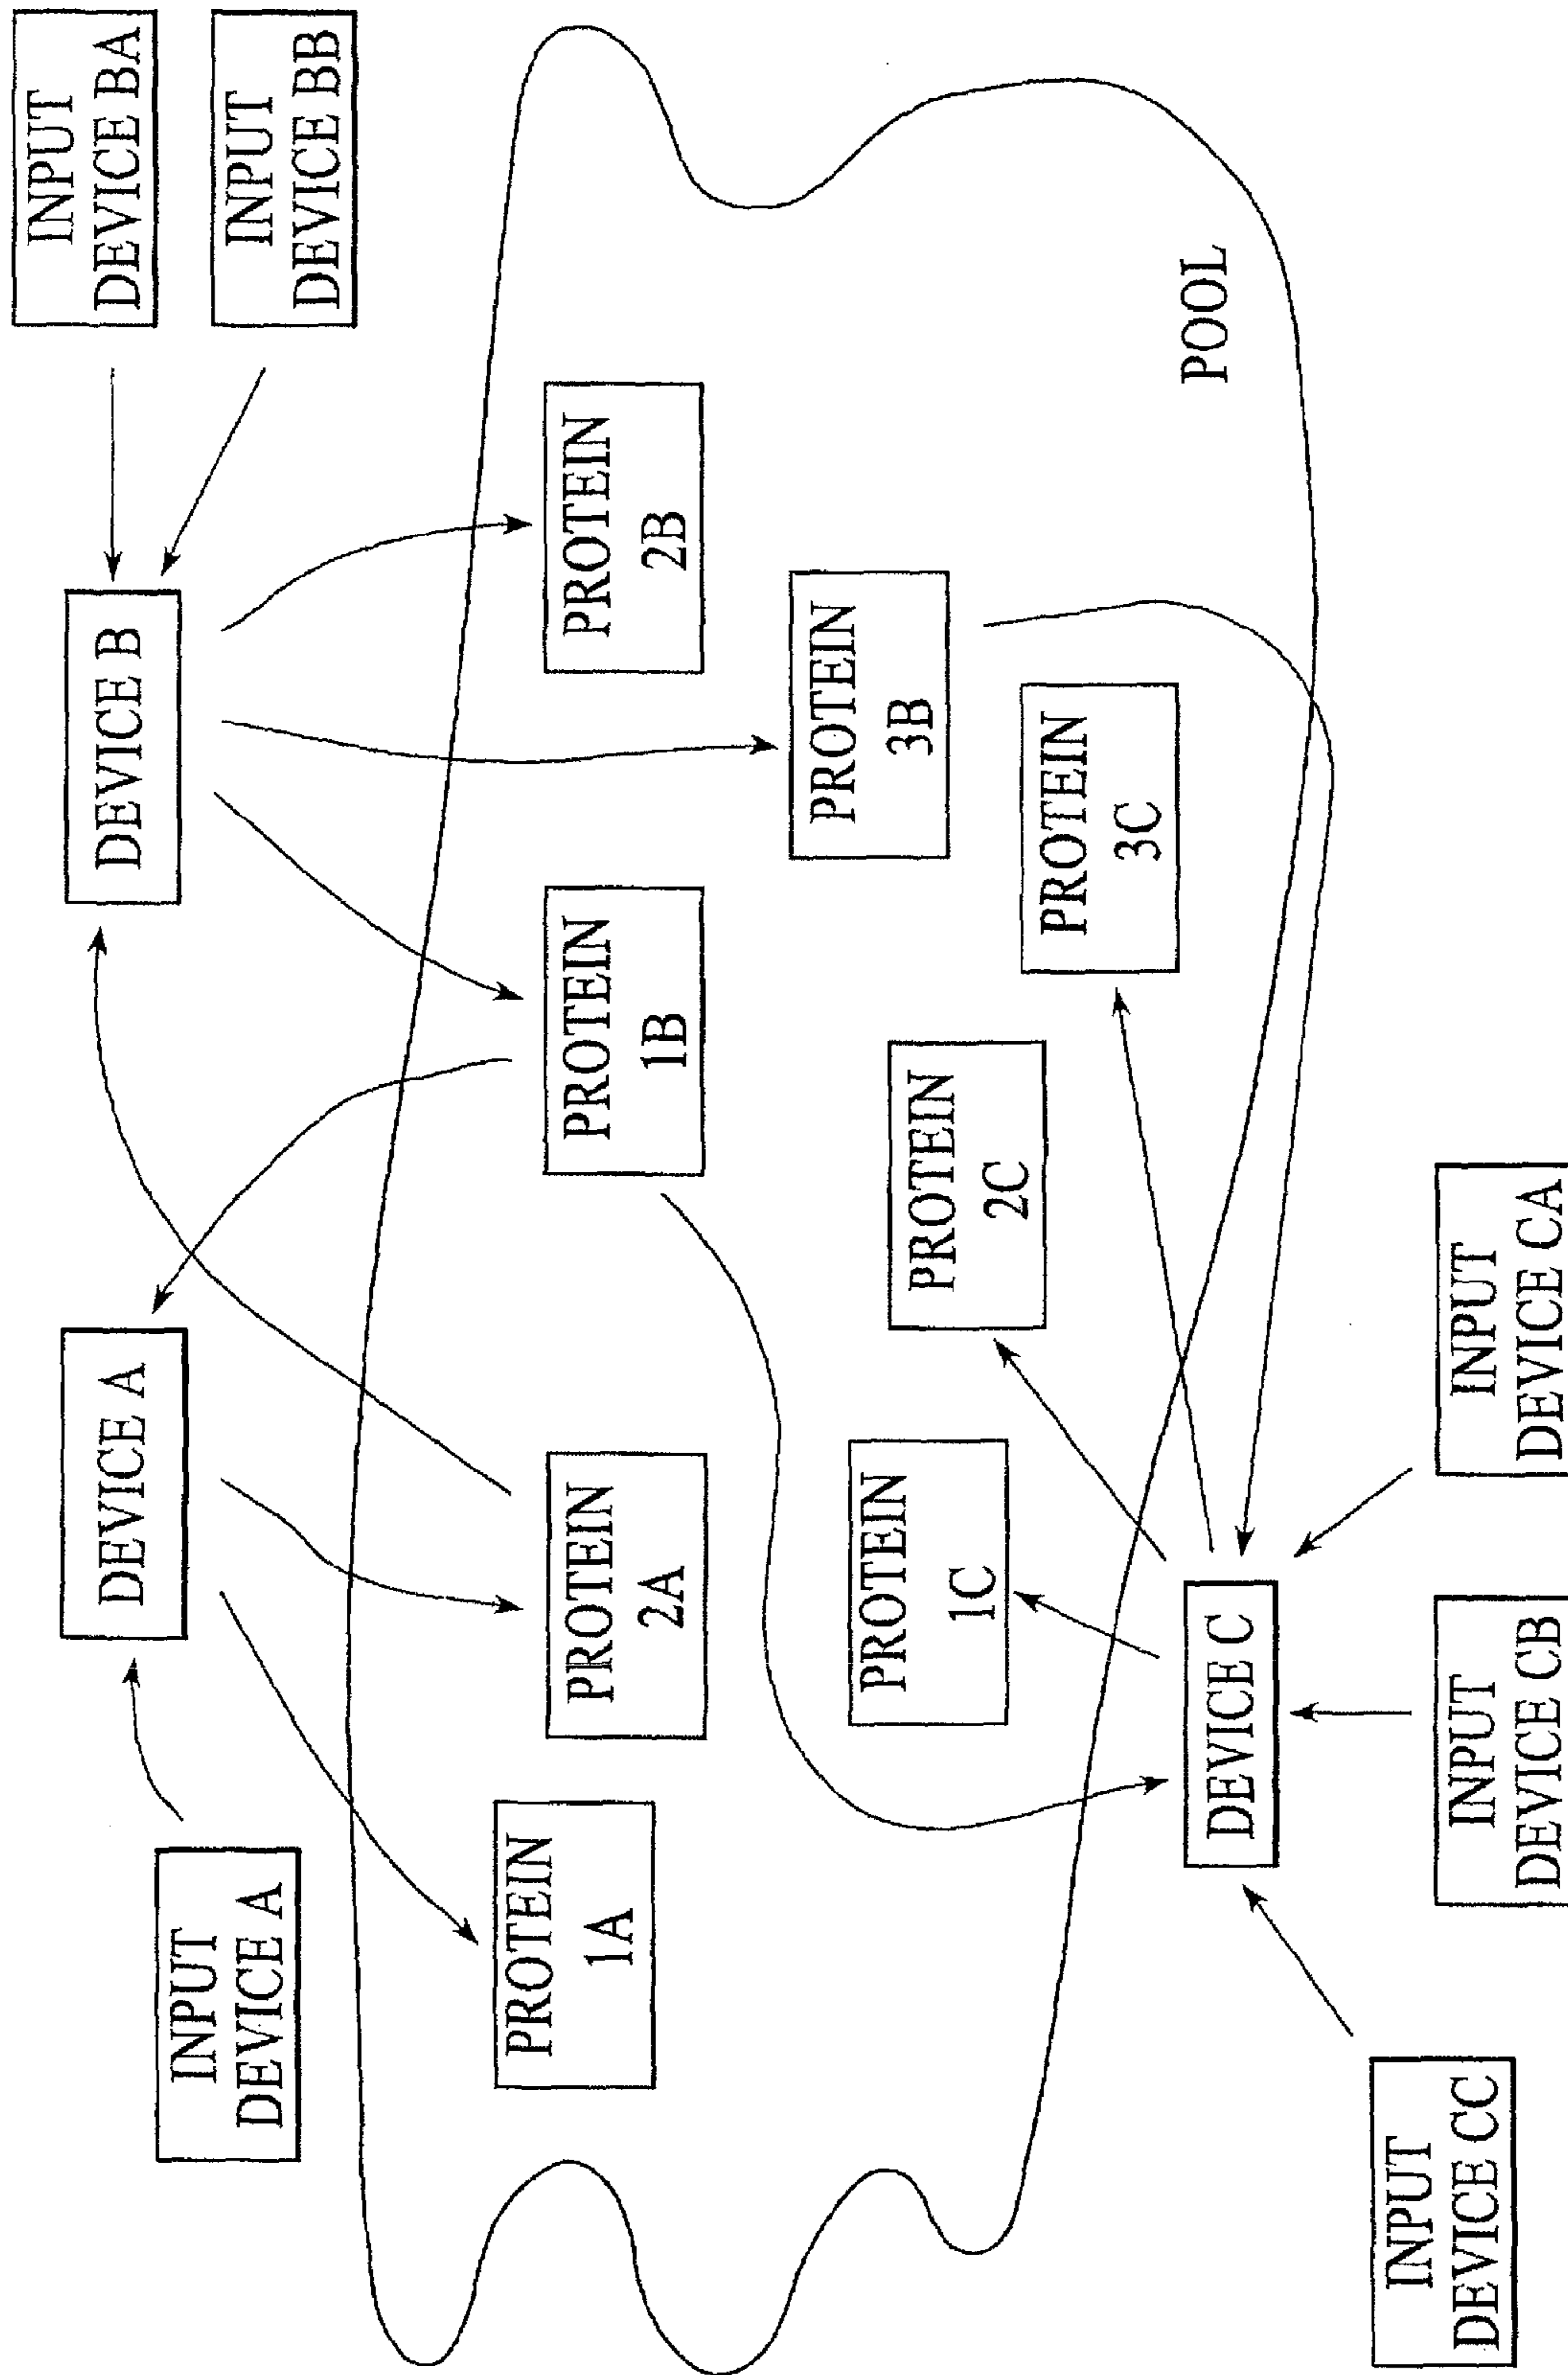 INPUT
DEVICE A
DEVICE A
DEVICE B
INPUT
DEVICE BA
INPUT
DEVICE BB
PROTEIN
1A
PROTEIN
2A
PROTEIN
1B
PROTEIN
2B
PROTEIN
3B
PROTEIN
1C
PROTEIN
2C
PROTEIN
3C
POOL
DEVICE C
INPUT
DEVICE CC
INPUT
DEVICE CB
INPUT
DEVICE CA